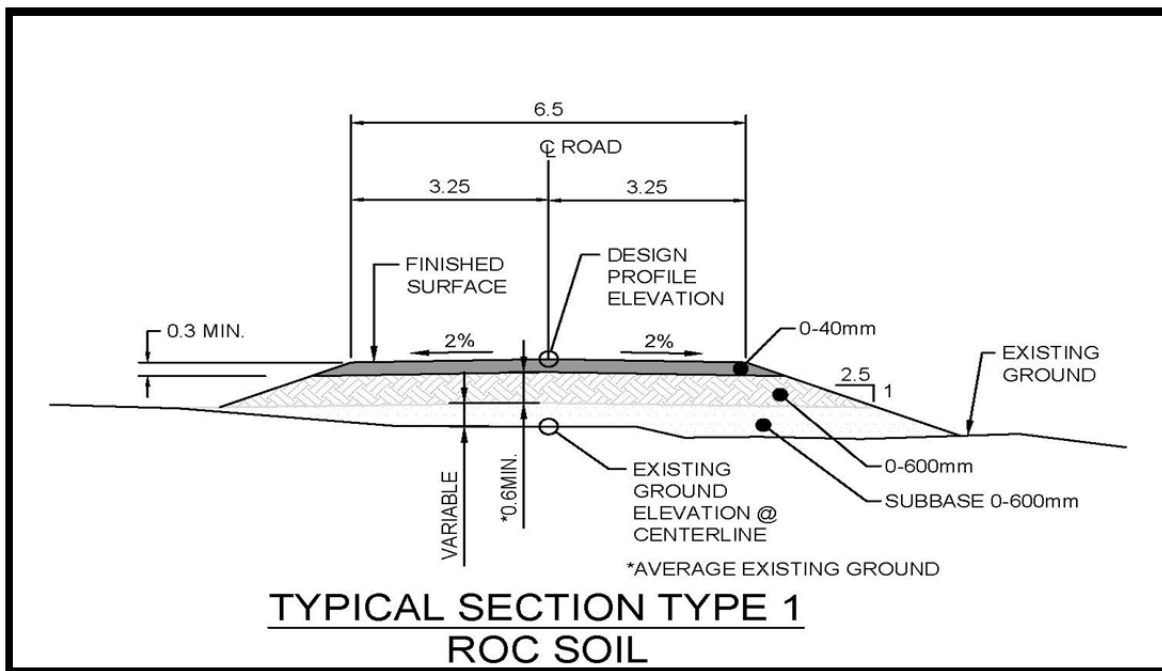 6.5
℄ ROAD
3.25
3.25
FINISHED
SURFACE
DESIGN
PROFILE
ELEVATION
0.3 MIN.
2%
2%
0-40mm
EXISTING
GROUND
2.5
1
VARIABLE
*0.6MIN.
EXISTING
GROUND
ELEVATION @
CENTERLINE
0-600mm
SUBBASE 0-600mm
*AVERAGE EXISTING GROUND
TYPICAL SECTION TYPE 1
ROC SOIL